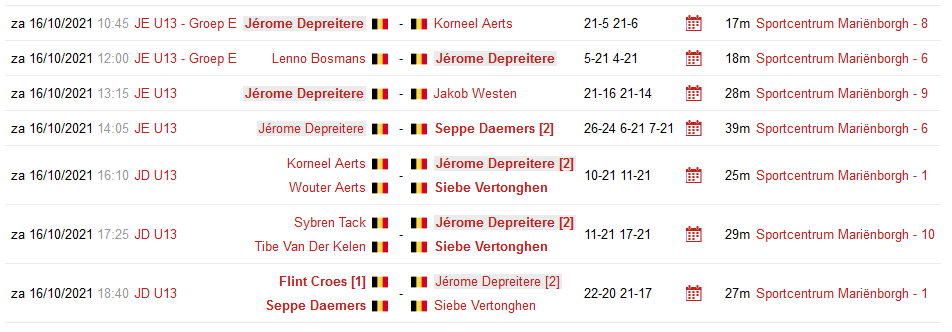 za 16/10/2021 10:45 JE U13 - Groep E Jérome Depreitere - Korneel Aerts 21-5 21-6 17m Sportcentrum Mariënborgh - 8
za 16/10/2021 12:00 JE U13 - Groep E Lenno Bosmans - Jérome Depreitere 5-21 4-21 18m Sportcentrum Mariënborgh - 6
za 16/10/2021 13:15 JE U13 Jérome Depreitere - Jakob Westen 21-16 21-14 28m Sportcentrum Mariënborgh - 9
za 16/10/2021 14:05 JE U13 Jérome Depreitere - Seppe Daemers [2] 26-24 6-21 7-21 39m Sportcentrum Mariënborgh - 6
Korneel Aerts Jérome Depreitere [2]
za 16/10/2021 16:10 JD U13 - 10-21 11-21 25m Sportcentrum Mariënborgh - 1
Wouter Aerts Siebe Vertonghen
Sybren Tack Jérome Depreitere [2]
za 16/10/2021 17:25 JD U13 - 11-21 17-21 29m Sportcentrum Mariënborgh - 10
Tibe Van Der Kelen Siebe Vertonghen
Flint Croes [1] Jérome Depreitere [2]
za 16/10/2021 18:40 JD U13 - 22-20 21-17 27m Sportcentrum Mariënborgh - 1
Seppe Daemers Siebe Vertonghen